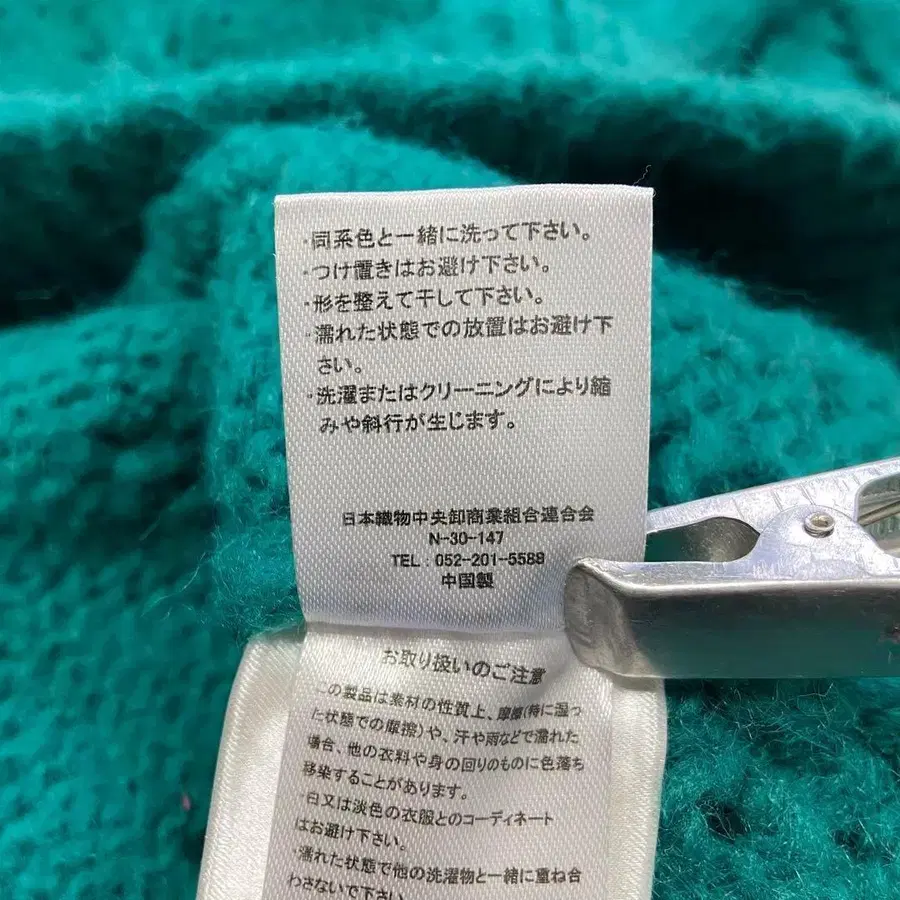 ・同系色と一緒に洗って下さい。
・つけ置きはお避け下さい。
・形を整えて干して下さい。
・濡れた状態での放置はお避け下
さい。
・洗濯またはクリーニングにより縮
みや斜行が生じます。
日本織物中央卸商業組合連合会
N-30-147
TEL : 052-201-5588
中国製
お取り扱いのご注意
この製品は素材の性質上、摩擦(特に湿っ
た状態での摩擦)や、汗や雨などで濡れた
場合、他の衣料や身の回りのものに色落ち
移染することがあります。
・白又は淡色の衣服とのコーディネート
はお避け下さい。
・濡れた状態で他の洗濯物と一緒に重ね合
わさないで下さい。